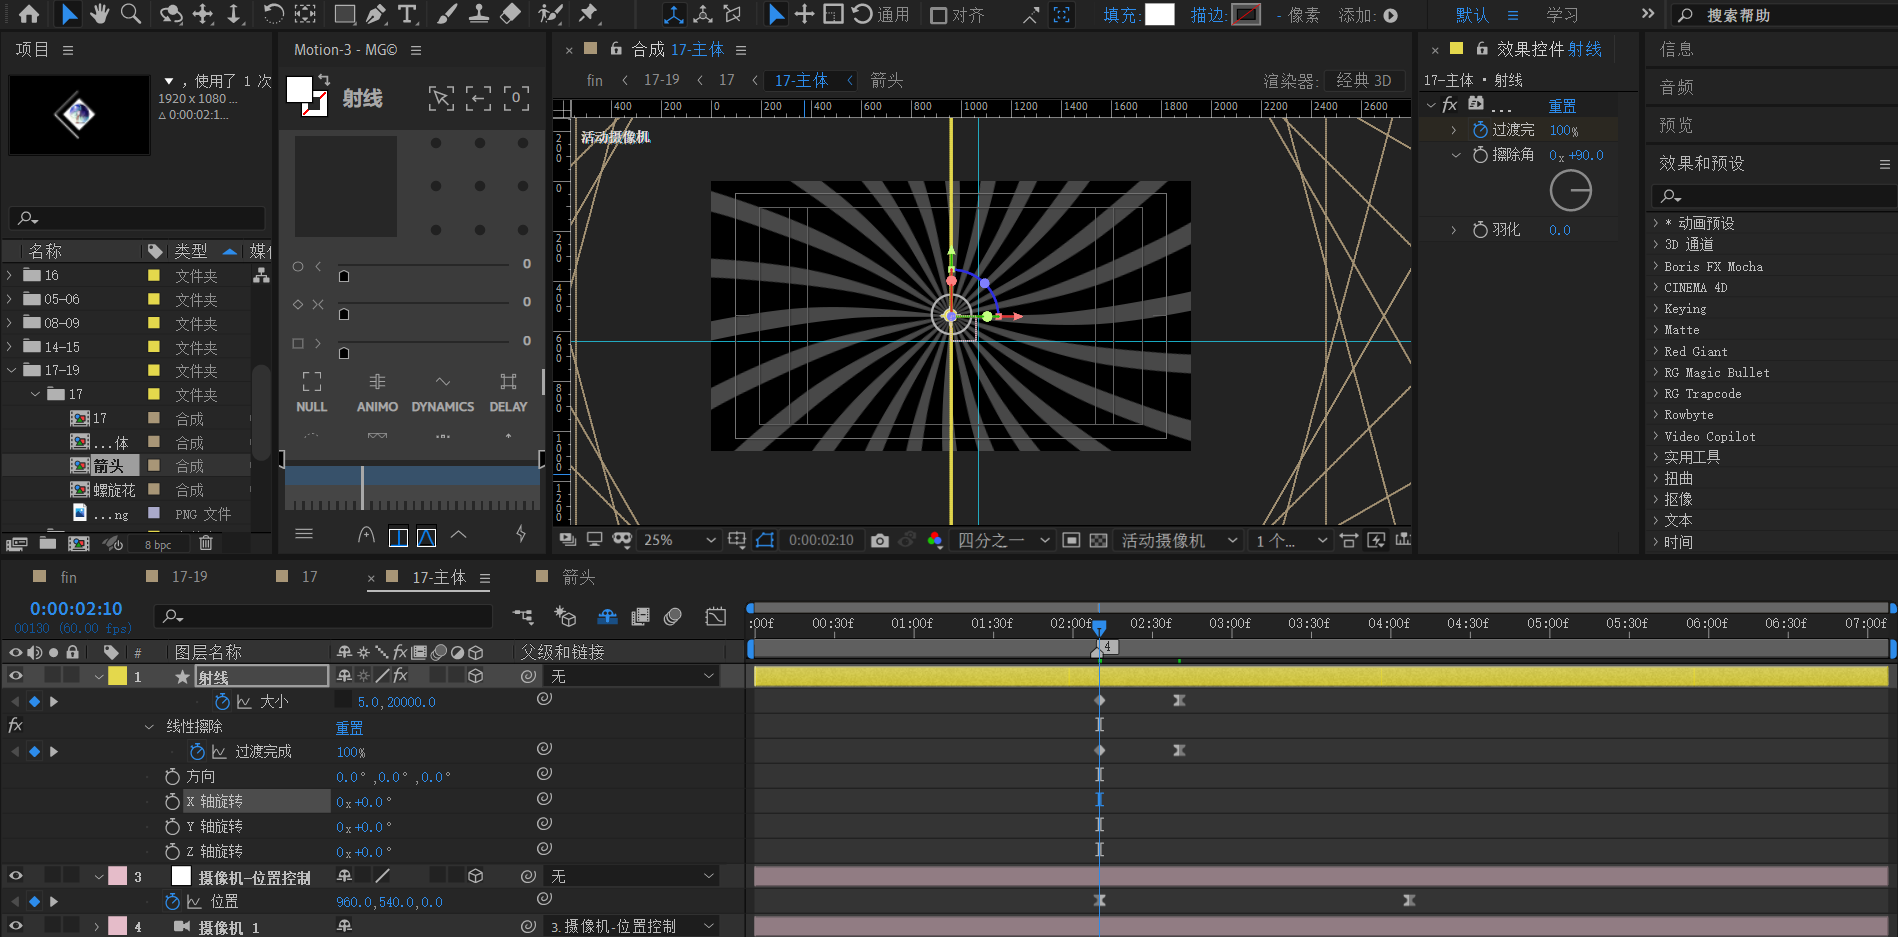 通用
对齐
填充:
描边:
- 像素
添加:
默认
学习
搜索帮助
项目
, 使用了 1 次
1920 x 1080 ...
△ 0:00:02:1...
名称
类型
媒体
16 文件夹
05-06 文件夹
08-09 文件夹
14-15 文件夹
17-19 文件夹
17 文件夹
17 合成
...体 合成
箭头 合成
螺旋花 合成
...ng PNG 文件
8 bpc
Motion-3 - MG©
射线
0
0
0
NULL ANIMO DYNAMICS DELAY
合成 17-主体
fin 17-19 17 17-主体 箭头
渲染器: 经典 3D
400 200 0 200 400 600 800 1000 1200 1400 1600 1800 2000 2200 2400 2600
活动摄像机
25% 0:00:02:10 四分之一 活动摄像机 1 个...
效果控件 射线
17-主体 • 射线
fx ... 重置
过渡完 100%
擦除角 0x+90.0
羽化 0.0
信息
音频
预览
效果和预设
* 动画预设
3D 通道
Boris FX Mocha
CINEMA 4D
Keying
Matte
Red Giant
RG Magic Bullet
RG Trapcode
Rowbyte
Video Copilot
实用工具
扭曲
抠像
文本
时间
fin 17-19 17 17-主体 箭头
0:00:02:10
00130 (60.00 fps)
:00f 00:30f 01:00f 01:30f 02:00f 02:30f 03:00f 03:30f 04:00f 04:30f 05:00f 05:30f 06:00f 06:30f 07:00f
4
# 图层名称 父级和链接
1 射线 无
大小 5.0,20000.0
fx 线性擦除 重置
过渡完成 100%
方向 0.0°,0.0°,0.0°
X 轴旋转 0x+0.0°
Y 轴旋转 0x+0.0°
Z 轴旋转 0x+0.0°
3 摄像机-位置控制 无
位置 960.0,540.0,0.0
4 摄像机 1 3.摄像机-位置控制